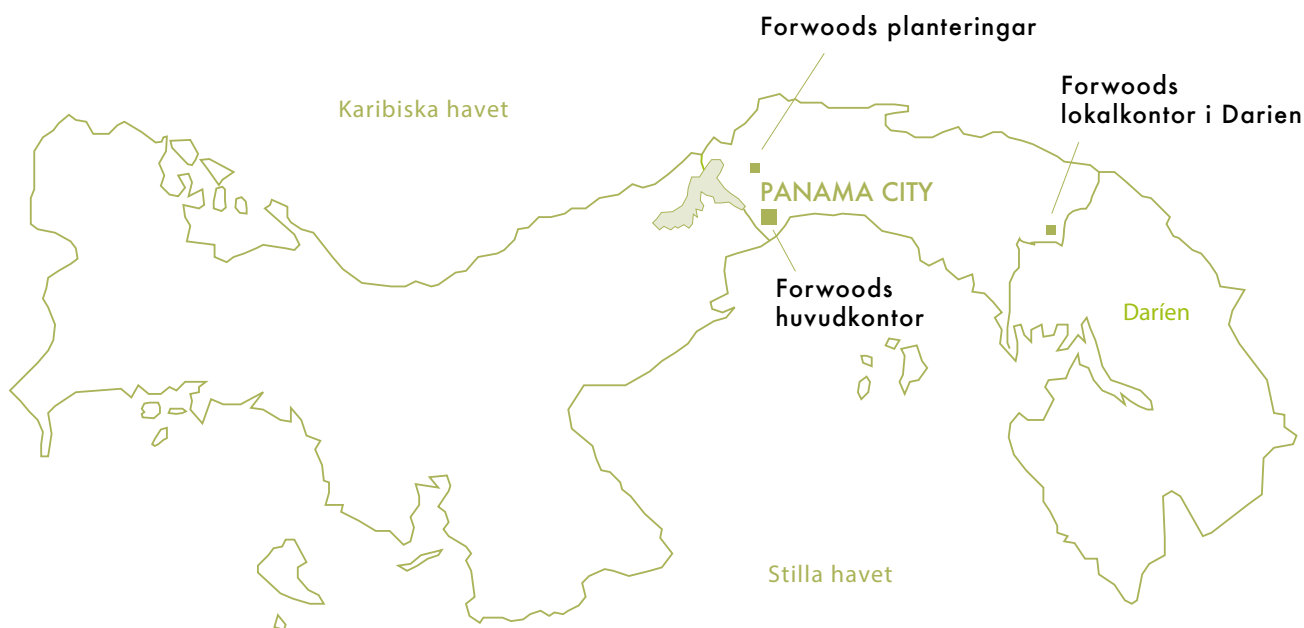 Forwoods planteringar
Forwoods
lokalkontor i Darien
Karibiska havet
PANAMA CITY
Forwoods
huvudkontor
Daríen
Stilla havet